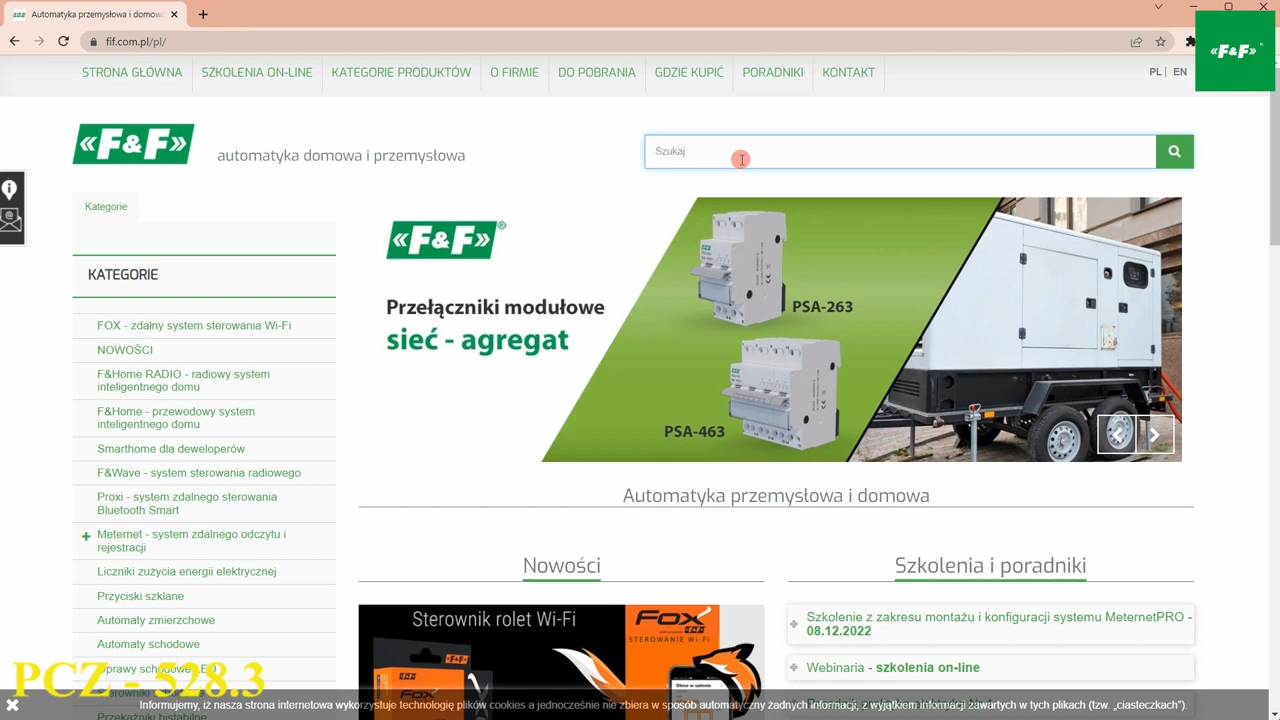 Automatyka przemysłowa i domow
fif.com.pl/pl/
«F&F»
STRONA GŁÓWNA
SZKOLENIA ON-LINE
KATEGORIE PRODUKTÓW
O FIRMIE
DO POBRANIA
GDZIE KUPIĆ
PORADNIKI
KONTAKT
PL | EN
«F&F»
automatyka domowa i przemysłowa
Szukaj
Kategorie
KATEGORIE
FOX - zdalny system sterowania Wi-Fi
NOWOŚCI
F&Home RADIO - radiowy system
inteligentnego domu
F&Home - przewodowy system
inteligentnego domu
Smarthome dla deweloperów
F&Wave - system sterowania radiowego
Proxi - system zdalnego sterowania
Bluetooth Smart
Meternet - system zdalnego odczytu i
rejestracji
Liczniki zużycia energii elektrycznej
Przyciski szklane
Automaty zmierzchowe
Automaty schodowe
«F&F»®
Przełączniki modułowe
sieć - agregat
PSA-263
PSA-463
Automatyka przemysłowa i domowa
Nowości
Sterownik rolet Wi-Fi
F&F
FOX
Fox
STEROWANIE WI-FI
Szkolenia i poradniki
Szkolenie z zakresu montażu i konfiguracji systemu MeternetPRO -
08.12.2022
Webinaria - szkolenia on-line
Informujemy, iż nasza strona internetowa wykorzystuje technologię plików cookies a jednocześnie nie zbiera w sposób automatyczny żadnych informacji, z wyjątkiem informacji zawartych w tych plikach (tzw. „ciasteczkach").